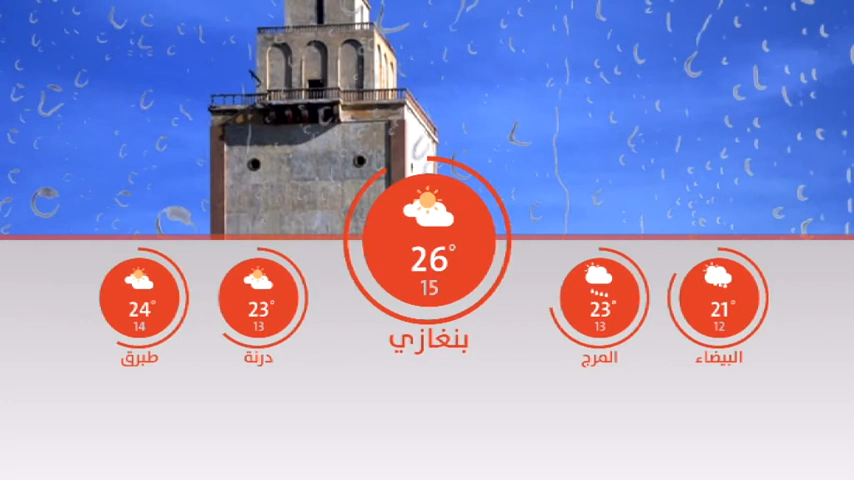 26°
15
بنغازي
21°
12
البيضاء
23°
13
المرج
23°
13
درنة
24°
14
طبرق